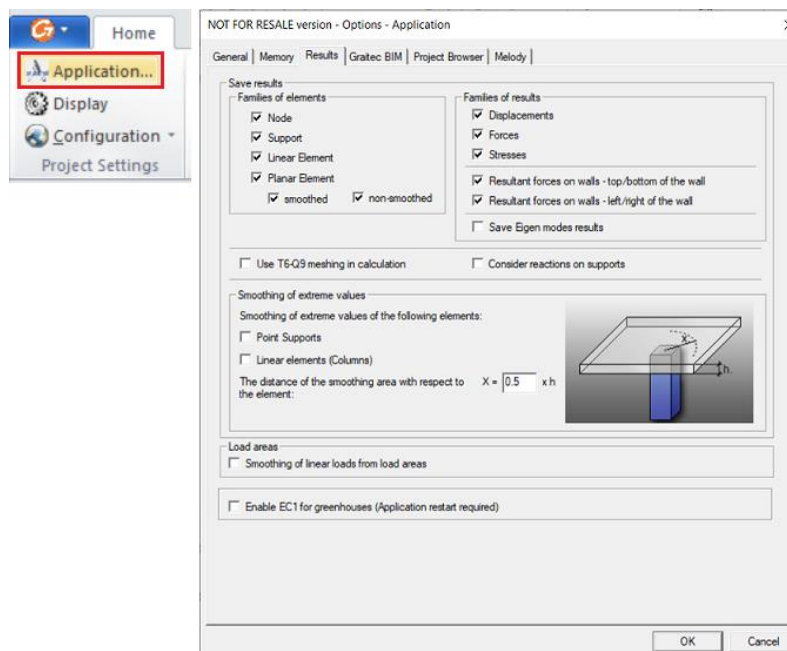 Home
Application...
Display
Configuration
Project Settings
NOT FOR RESALE version - Options - Application
General Memory Results Graitec BIM Project Browser Melody
Save results
Families of elements
Node
Support
Linear Element
Planar Element
smoothed non-smoothed
Families of results
Displacements
Forces
Stresses
Resultant forces on walls - top/bottom of the wall
Resultant forces on walls - left/right of the wall
Save Eigen modes results
Use T6-Q9 meshing in calculation
Consider reactions on supports
Smoothing of extreme values
Smoothing of extreme values of the following elements:
Point Supports
Linear elements (Columns)
The distance of the smoothing area with respect to X = 0.5 x h
the element:
x
h
Load areas
Smoothing of linear loads from load areas
Enable EC1 for greenhouses (Application restart required)
OK Cancel